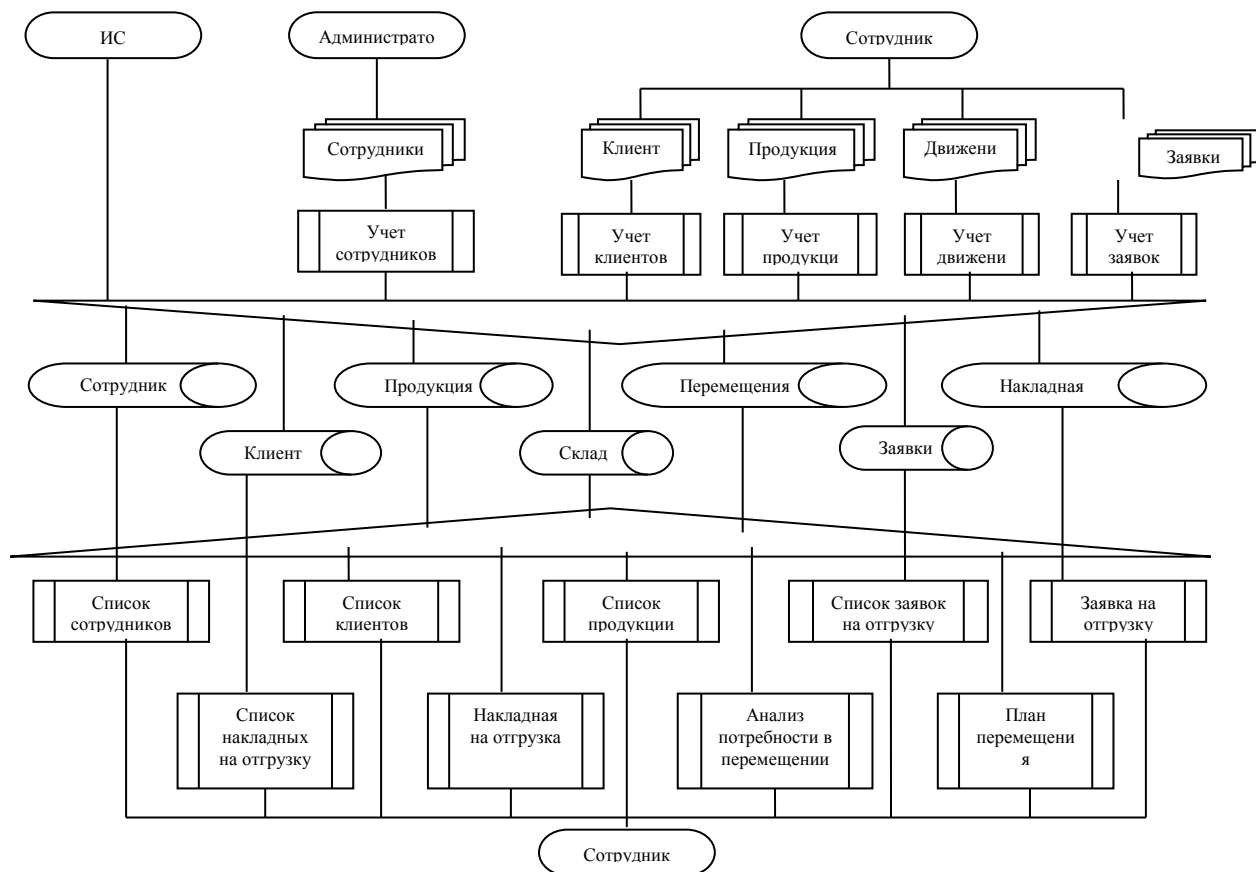 ИС
Администрато
Сотрудник
Сотрудники
Клиент
Продукция
Движени
Заявки
Учет
сотрудников
Учет
клиентов
Учет
продукци
Учет
движени
Учет
заявок
Сотрудник
Продукция
Перемещения
Накладная
Клиент
Склад
Заявки
Список
сотрудников
Список
клиентов
Список
продукции
Список заявок
на отгрузку
Заявка на
отгрузку
Список
накладных
на отгрузку
Накладная
на отгрузка
Анализ
потребности в
перемещении
План
перемещени
я
Сотрудник